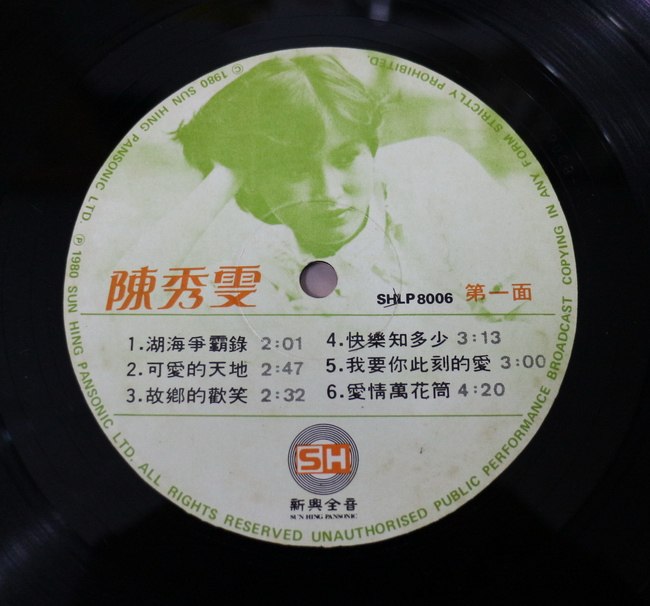 © 1980 SUN HING PANSONIC LTD. ℗ 1980 SUN HING PANSONIC LTD. ALL RIGHTS RESERVED UNAUTHORISED PUBLIC PERFORMANCE BROADCAST COPYING IN ANY FORM STRICTLY PROHIBITED.
陳秀雯
SHLP8006 第一面
1.湖海爭霸錄 2:01
2.可愛的天地 2:47
3.故鄉的歡笑 2:32
4.快樂知多少 3:13
5.我要你此刻的愛 3:00
6.愛情萬花筒 4:20
SH
新興全音
SUN HING PANSONIC